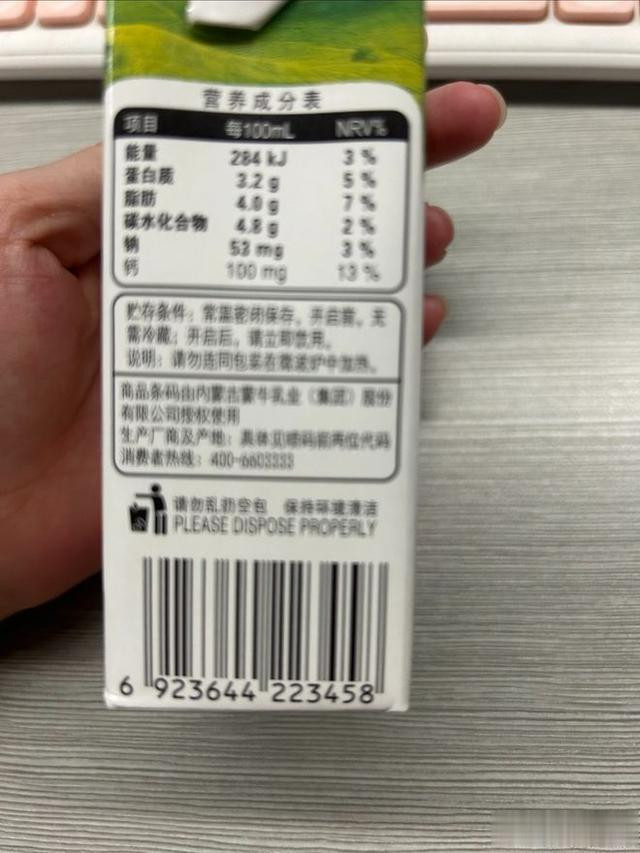 营养成分表
项目 每100mL NRV%
能量 284 kJ 3 %
蛋白质 3.2 g 5 %
脂肪 4.0 g 7 %
碳水化合物 4.8 g 2 %
钠 53 mg 3 %
钙 100 mg 13 %
贮存条件：常温密闭保存。开启前，无
需冷藏；开启后，请立即饮用。
说明：请勿连同包装在微波炉中加热。
商品条码由内蒙古蒙牛乳业（集团）股份
有限公司授权使用
生产厂商及产地：具体见喷码前两位代码
消费者热线：400-6603333
请勿乱扔空包 保持环境清洁
PLEASE DISPOSE PROPERLY
6 923644 223458